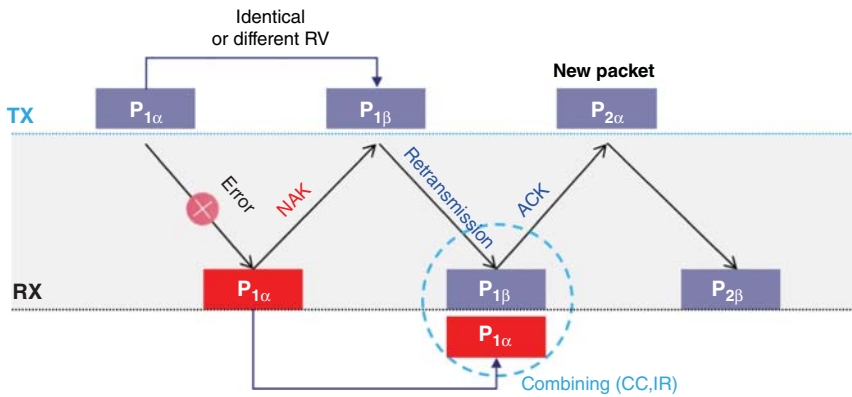 Identical
or different RV
New packet
TX
P1α
P1β
P2α
Error
NAK
Retransmission
ACK
RX
P1α
P1β
P2β
P1α
Combining (CC,IR)